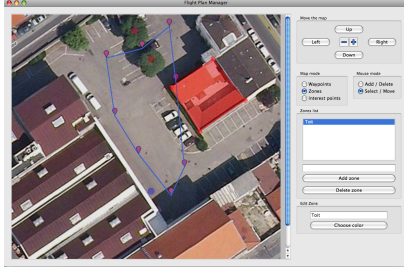 Flight Plan Manager
Move the map
Up
Left
Right
Down
Map mode
Mouse mode
Waypoints
Add / Delete
Zones
Select / Move
Interest points
Zones list
Toit
Add zone
Delete zone
Edit Zone
Toit
Choose color